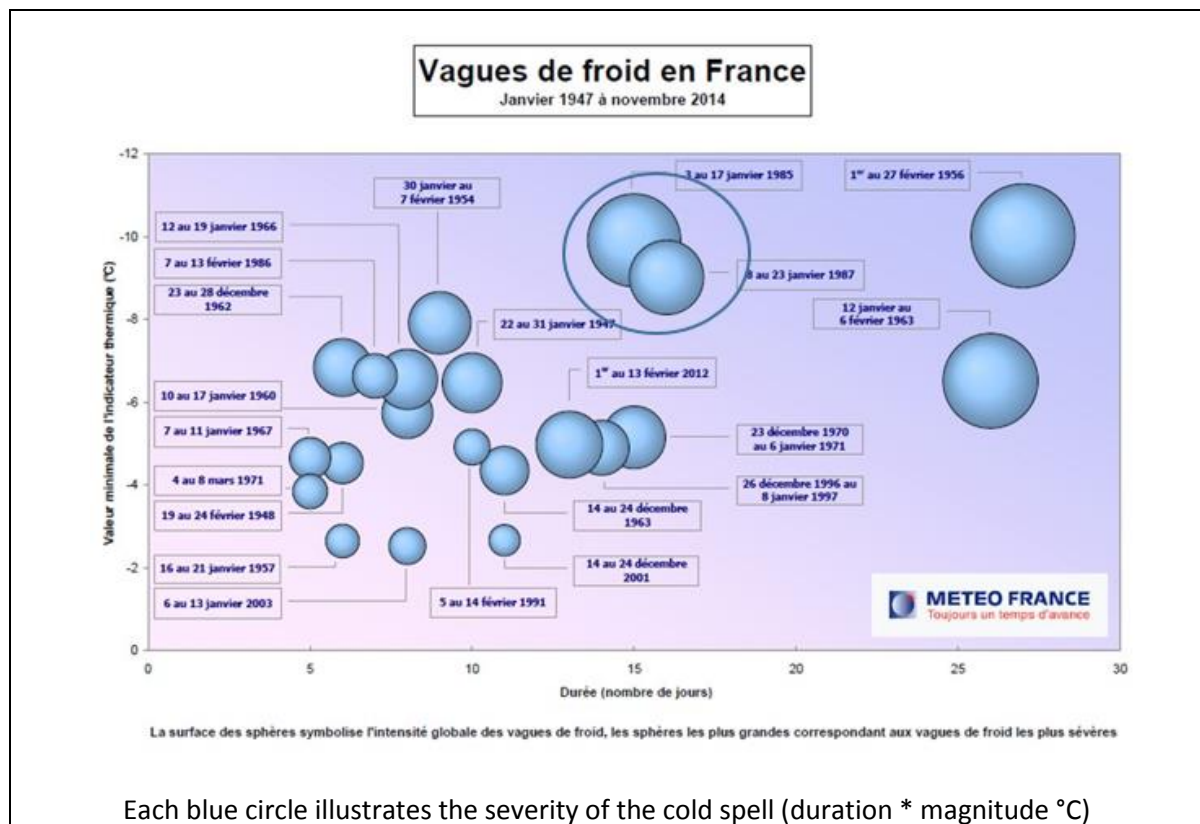 Vagues de froid en France
Janvier 1947 à novembre 2014
-12
-10
-8
-6
-4
-2
0
Valeur minimale de l'indicateur thermique (°C)
30 janvier au
7 février 1954
3 au 17 janvier 1985
1er au 27 février 1956
12 au 19 janvier 1966
7 au 13 février 1986
23 au 28 décembre
1962
8 au 23 janvier 1987
12 janvier au
6 février 1963
22 au 31 janvier 1947
1er au 13 février 2012
10 au 17 janvier 1960
7 au 11 janvier 1967
23 décembre 1970
au 6 janvier 1971
4 au 8 mars 1971
26 décembre 1996 au
8 janvier 1997
19 au 24 février 1948
14 au 24 décembre
1963
16 au 21 janvier 1957
14 au 24 décembre
2001
6 au 13 janvier 2003
5 au 14 février 1991
METEO FRANCE
Toujours un temps d'avance
0
5
10
15
20
25
30
Durée (nombre de jours)
La surface des sphères symbolise l'intensité globale des vagues de froid, les sphères les plus grandes correspondant aux vagues de froid les plus sévères
Each blue circle illustrates the severity of the cold spell (duration * magnitude °C)